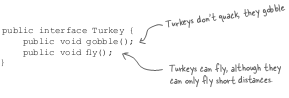 Turkeys don't quack, they gobble
public interface Turkey {
public void gobble();
public void fly();
}
Turkeys can fly, although they
can only fly short distances.